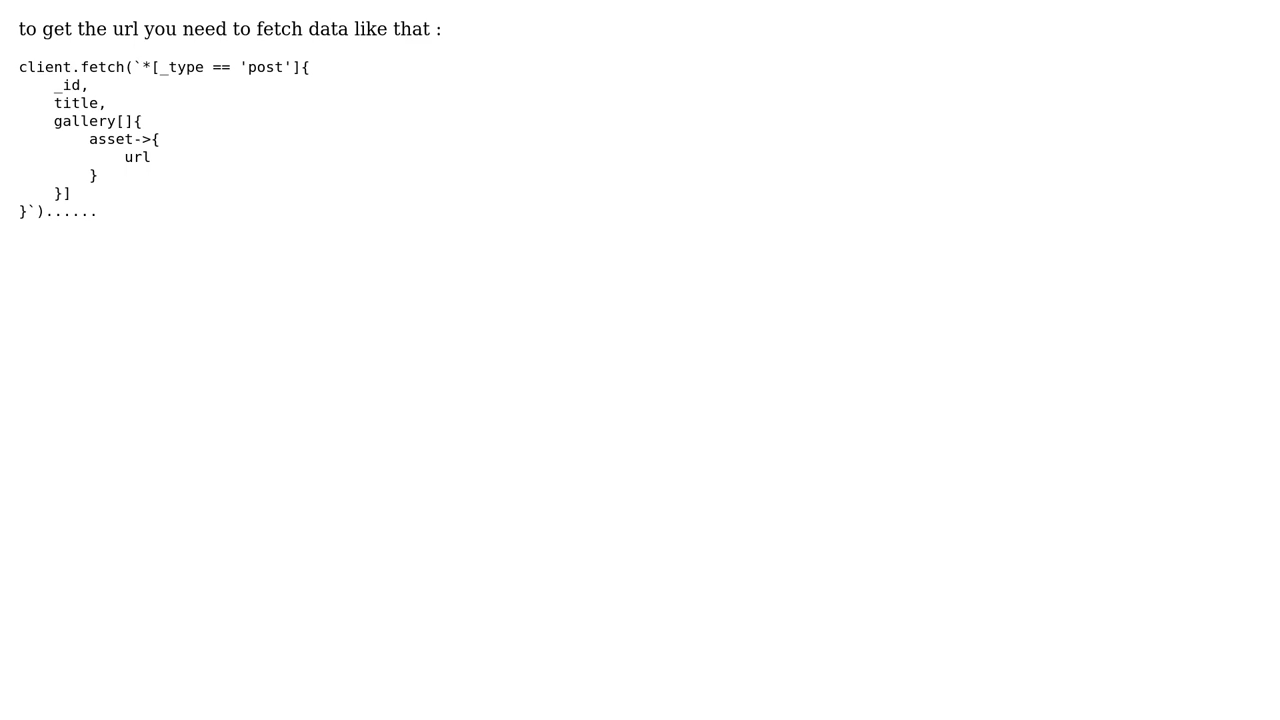 to get the url you need to fetch data like that :
client.fetch(`*[_type == 'post']{
    _id,
    title,
    gallery[]{
        asset->{
            url
        }
    }]
}`)......